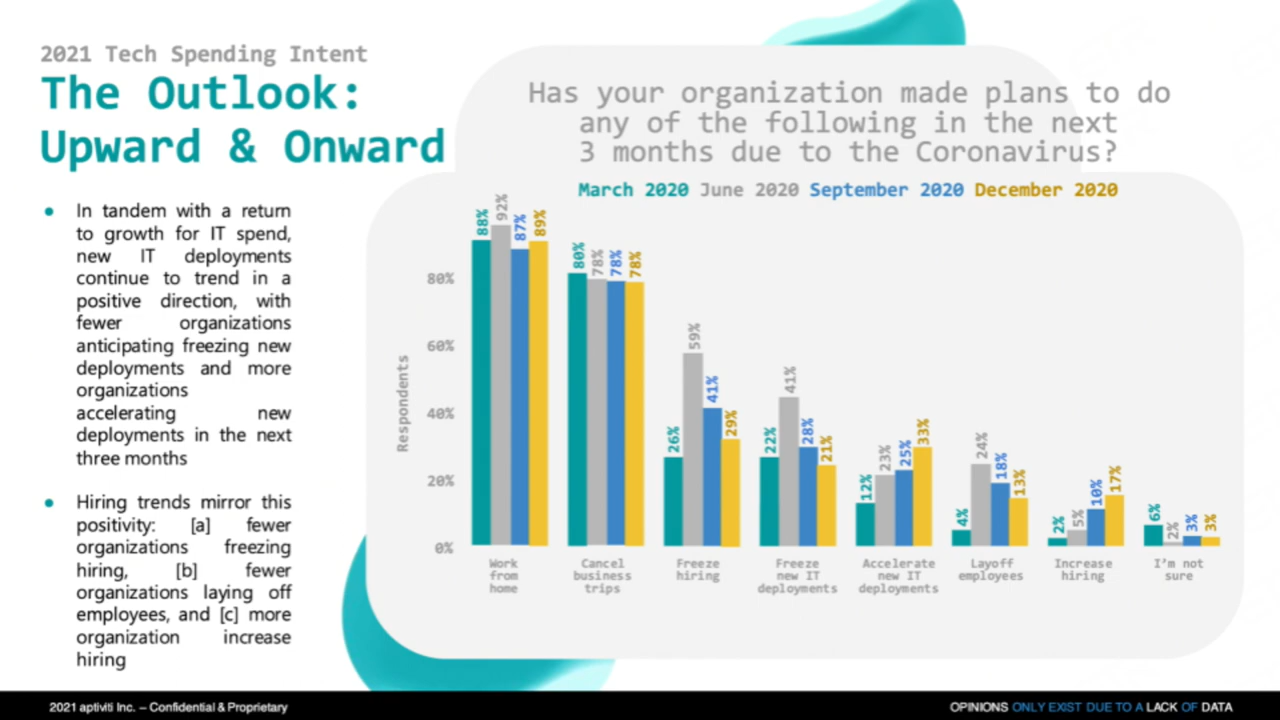 2021 Tech Spending Intent
The Outlook:
Upward & Onward
In tandem with a return
to growth for IT spend,
new IT deployments
continue to trend in a
positive direction, with
fewer organizations
anticipating freezing new
deployments and more
organizations
accelerating new
deployments in the next
three months
Hiring trends mirror this
positivity: [a] fewer
organizations freezing
hiring, [b] fewer
organizations laying off
employees, and [c] more
organization increase
hiring
Has your organization made plans to do
any of the following in the next
3 months due to the Coronavirus?
March 2020 June 2020 September 2020 December 2020
Respondents
80%
60%
40%
20%
0%
88% 92% 87% 89%
80% 78% 78% 78%
26% 59% 41% 29%
22% 41% 28% 21%
12% 23% 25% 33%
4% 24% 18% 13%
2% 5% 10% 17%
6% 2% 3% 3%
Work
from
home
Cancel
business
trips
Freeze
hiring
Freeze
new IT
deployments
Accelerate
new IT
deployments
Layoff
employees
Increase
hiring
I'm not
sure
2021 aptiviti Inc. – Confidential & Proprietary
OPINIONS ONLY EXIST DUE TO A LACK OF DATA